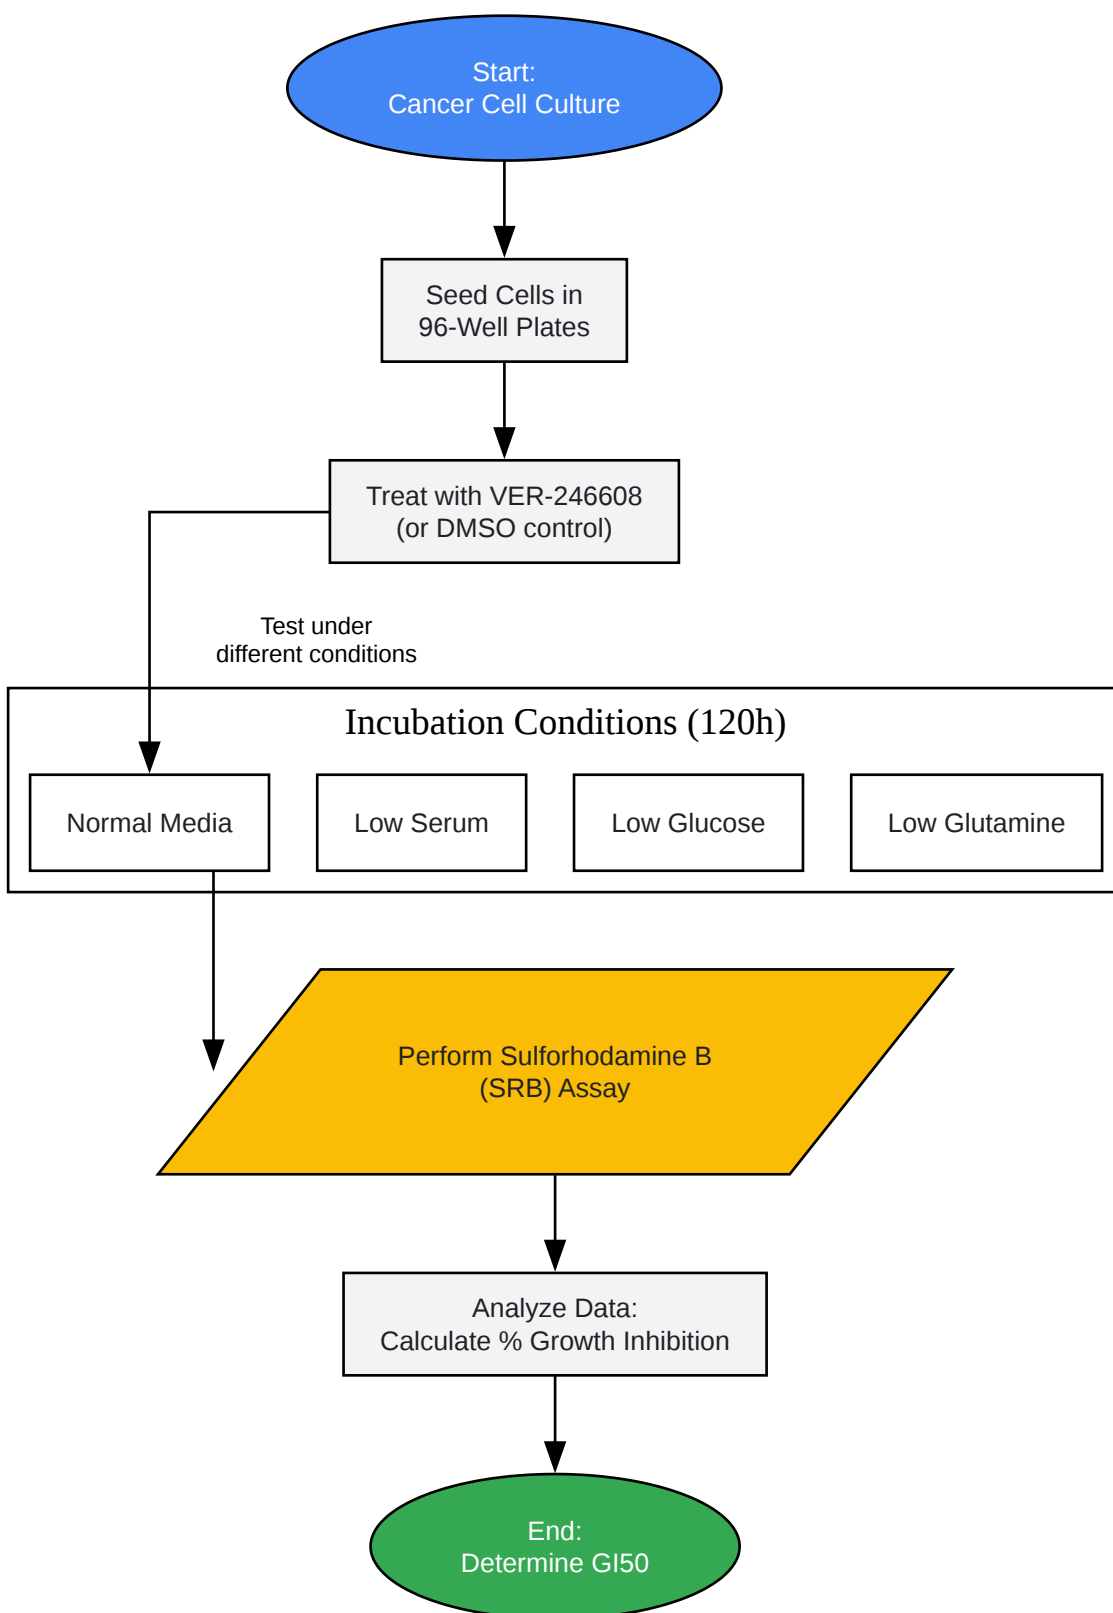 Start:
Cancer Cell Culture
Seed Cells in
96-Well Plates
Treat with VER-246608
(or DMSO control)
Test under
different conditions
Incubation Conditions (120h)
Normal Media
Low Serum
Low Glucose
Low Glutamine
Perform Sulforhodamine B
(SRB) Assay
Analyze Data:
Calculate % Growth Inhibition
End:
Determine GI50